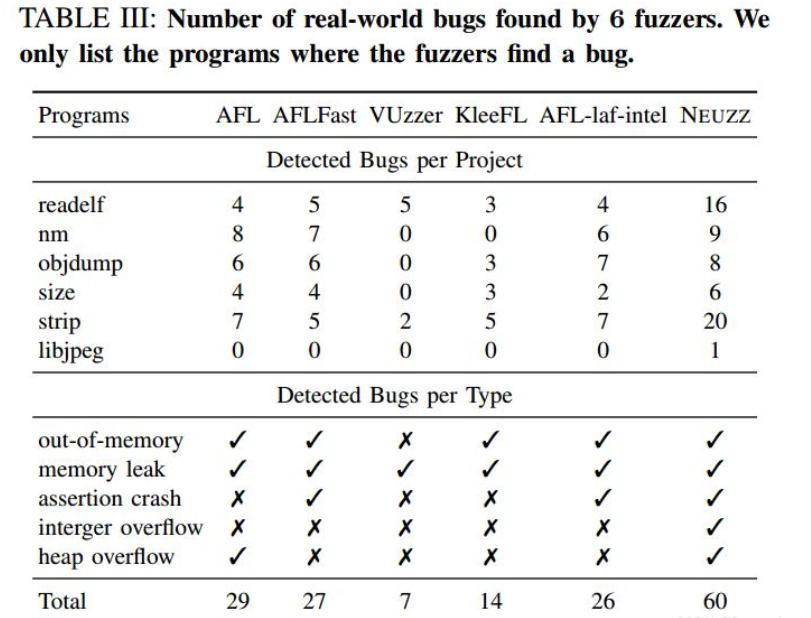 TABLE III: Number of real-world bugs found by 6 fuzzers. We
only list the programs where the fuzzers find a bug.
Programs AFL AFLFast VUzzer KleeFL AFL-laf-intel NEUZZ
Detected Bugs per Project
readelf 4 5 5 3 4 16
nm 8 7 0 0 6 9
objdump 6 6 0 3 7 8
size 4 4 0 3 2 6
strip 7 5 2 5 7 20
libjpeg 0 0 0 0 0 1
Detected Bugs per Type
out-of-memory ✓ ✓ ✗ ✓ ✓ ✓
memory leak ✓ ✓ ✓ ✓ ✓ ✓
assertion crash ✗ ✓ ✗ ✗ ✓ ✓
interger overflow ✗ ✗ ✗ ✗ ✗ ✓
heap overflow ✓ ✗ ✗ ✗ ✗ ✓
Total 29 27 7 14 26 60